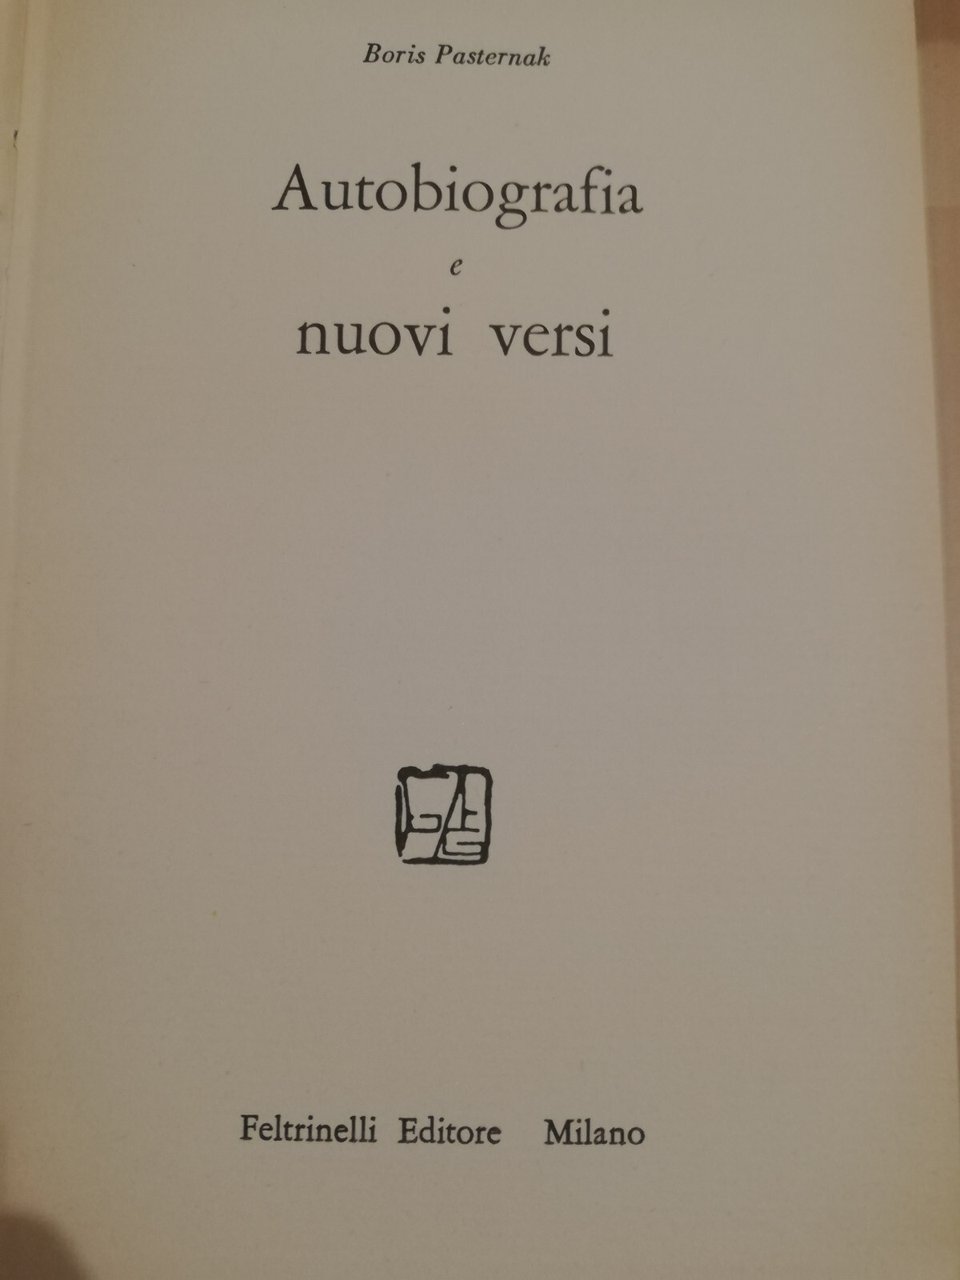 Boris Pasternak
Autobiografia
e
nuovi versi
Feltrinelli Editore Milano